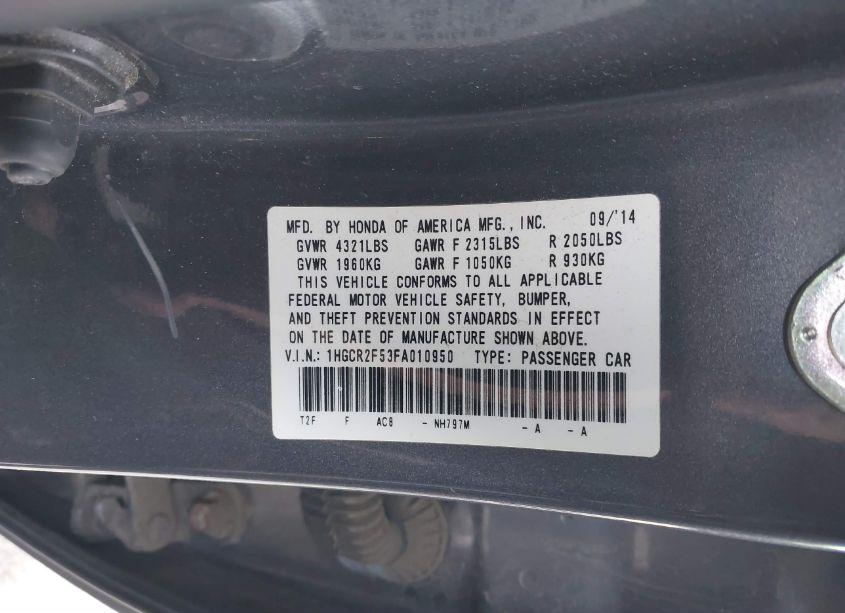 MFD. BY HONDA OF AMERICA MFG., INC. 09/'14
GVWR 4321LBS GAWR F 2315LBS R 2050LBS
GVWR 1960KG GAWR F 1050KG R 930KG
THIS VEHICLE CONFORMS TO ALL APPLICABLE
FEDERAL MOTOR VEHICLE SAFETY, BUMPER,
AND THEFT PREVENTION STANDARDS IN EFFECT
ON THE DATE OF MANUFACTURE SHOWN ABOVE.
V.I.N.: 1HGCR2F53FA010950 TYPE: PASSENGER CAR
T2F F AC8 - NH797M - A - A